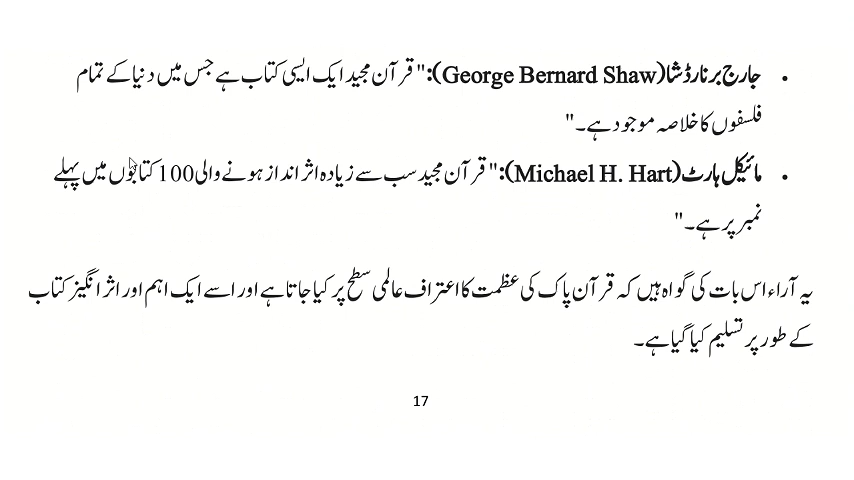 • جارج برنارڈ شا (George Bernard Shaw): "قرآن مجید ایک ایسی کتاب ہے جس میں دنیا کے تمام
فلسفوں کا خلاصہ موجود ہے۔"
• مائیکل ہارٹ (Michael H. Hart): "قرآن مجید سب سے زیادہ اثر انداز ہونے والی 100 کتابوں میں پہلے
نمبر پر ہے۔"
یہ آراء اس بات کی گواہ ہیں کہ قرآن پاک کی عظمت کا اعتراف عالمی سطح پر کیا جاتا ہے اور اسے ایک اہم اور اثر انگیز کتاب
کے طور پر تسلیم کیا گیا ہے۔
17